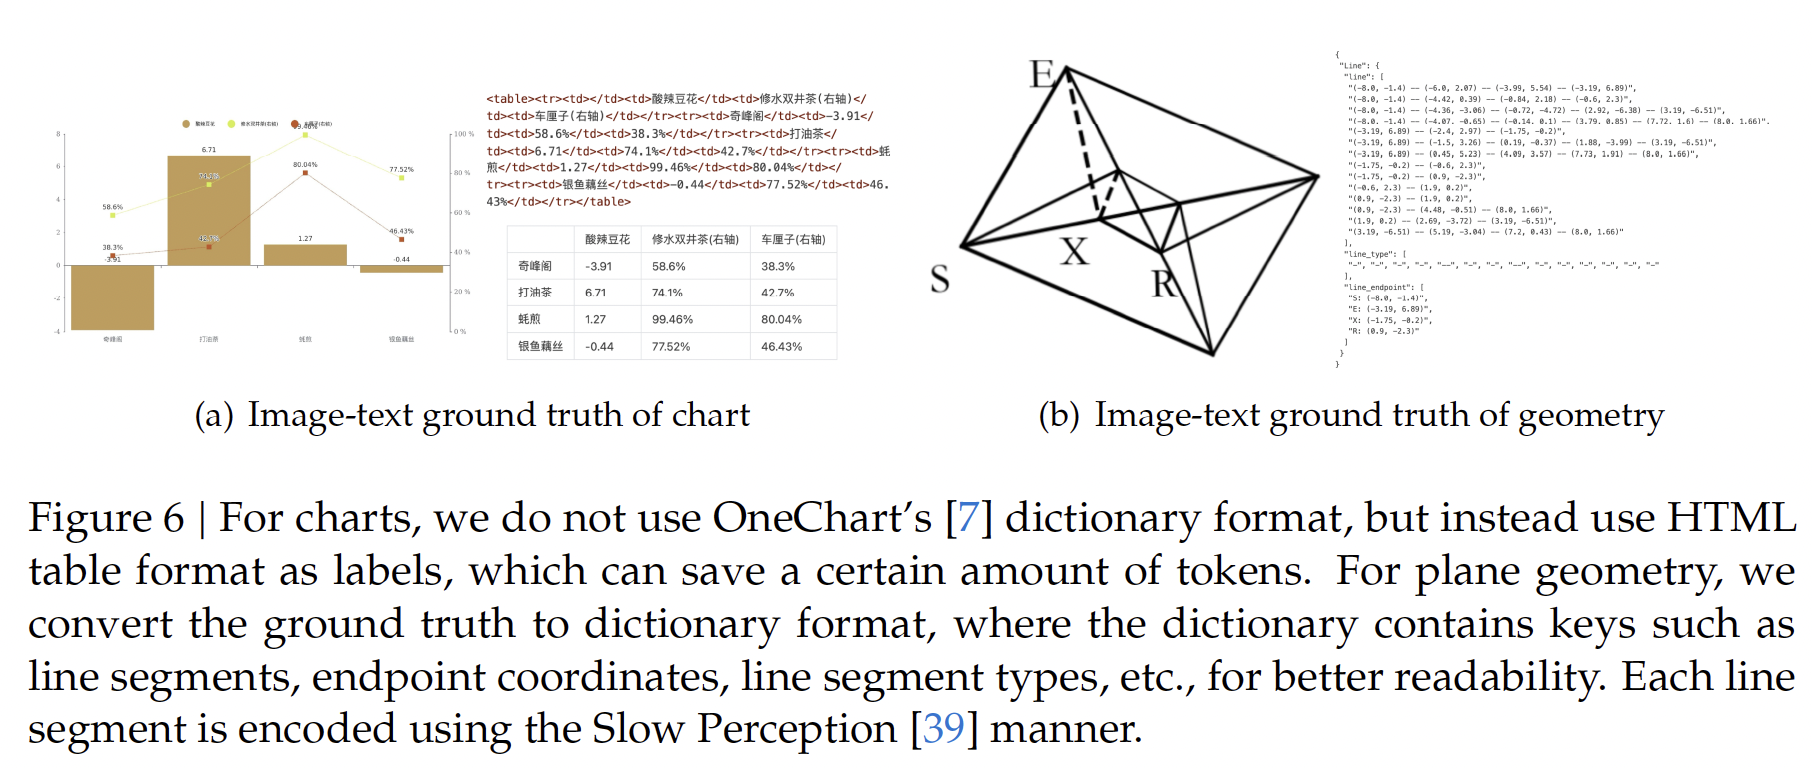 酸辣豆花 修水双井茶(右轴) 车厘子(右轴)
8
6
4
2
0
-2
-4
100 %
80 %
60 %
40 %
20 %
0 %
58.6%
38.3%
-3.91
6.71
74.1%
42.7%
99.46%
80.04%
1.27
77.52%
46.43%
-0.44
奇峰阁 打油茶 蚝煎 银鱼藕丝
<table><tr><td></td><td>酸辣豆花</td><td>修水双井茶(右轴)</
td><td>车厘子(右轴)</td></tr><tr><td>奇峰阁</td><td>-3.91</
td><td>58.6%</td><td>38.3%</td></tr><tr><td>打油茶</
td><td>6.71</td><td>74.1%</td><td>42.7%</td></tr><tr><td>蚝
煎</td><td>1.27</td><td>99.46%</td><td>80.04%</td></
tr><tr><td>银鱼藕丝</td><td>-0.44</td><td>77.52%</td><td>46.
43%</td></tr></table>
酸辣豆花 修水双井茶(右轴) 车厘子(右轴)
奇峰阁 -3.91 58.6% 38.3%
打油茶 6.71 74.1% 42.7%
蚝煎 1.27 99.46% 80.04%
银鱼藕丝 -0.44 77.52% 46.43%
E
S
X
R
{
"Line": {
"line": [
"(-8.0, -1.4) -- (-6.0, 2.07) -- (-3.99, 5.54) -- (-3.19, 6.89)",
"(-8.0, -1.4) -- (-4.42, 0.39) -- (-0.84, 2.18) -- (-0.6, 2.3)",
"(-8.0, -1.4) -- (-4.36, -3.06) -- (-0.72, -4.72) -- (2.92, -6.38) -- (3.19, -6.51)",
"(-8.0, -1.4) -- (-4.07, -0.65) -- (-0.14, 0.1) -- (3.79, 0.85) -- (7.72, 1.6) -- (8.0, 1.66)",
"(-3.19, 6.89) -- (-2.4, 2.97) -- (-1.75, -0.2)",
"(-3.19, 6.89) -- (-1.5, 3.26) -- (0.19, -0.37) -- (1.88, -3.99) -- (3.19, -6.51)",
"(-3.19, 6.89) -- (0.45, 5.23) -- (4.09, 3.57) -- (7.73, 1.91) -- (8.0, 1.66)",
"(-1.75, -0.2) -- (-0.6, 2.3)",
"(-1.75, -0.2) -- (0.9, -2.3)",
"(-0.6, 2.3) -- (1.9, 0.2)",
"(0.9, -2.3) -- (1.9, 0.2)",
"(0.9, -2.3) -- (4.48, -0.51) -- (8.0, 1.66)",
"(1.9, 0.2) -- (2.69, -3.72) -- (3.19, -6.51)",
"(3.19, -6.51) -- (5.19, -3.04) -- (7.2, 0.43) -- (8.0, 1.66)"
],
"line_type": [
"-", "-", "-", "-", "--", "-", "-", "--", "-", "-", "-", "-", "-", "-"
],
"line_endpoint": [
"S: (-8.0, -1.4)",
"E: (-3.19, 6.89)",
"X: (-1.75, -0.2)",
"R: (0.9, -2.3)"
]
}
}
(a) Image-text ground truth of chart
(b) Image-text ground truth of geometry
Figure 6 | For charts, we do not use OneChart's [7] dictionary format, but instead use HTML
table format as labels, which can save a certain amount of tokens. For plane geometry, we
convert the ground truth to dictionary format, where the dictionary contains keys such as
line segments, endpoint coordinates, line segment types, etc., for better readability. Each line
segment is encoded using the Slow Perception [39] manner.